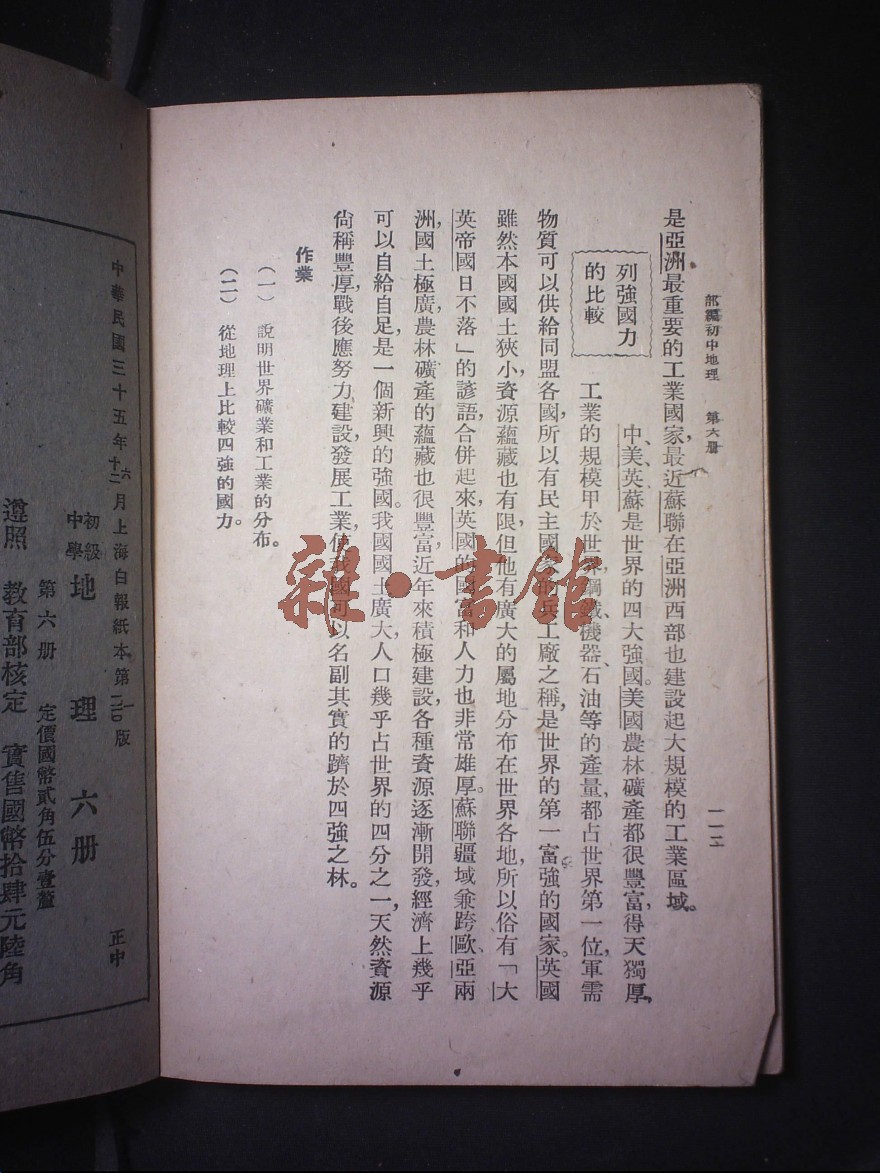 部編初中地理　第六册
一一二
是亞洲最重要的工業國家，最近蘇聯在亞洲西部也建設起大規模的工業區域。
列強國力
的比較
中、美、英、蘇是世界的四大強國。美國農林礦產都很豐富，得天獨厚，
工業的規模甲於世界，鋼鐵、機器、石油等的產量，都占世界第一位，軍需
物質可以供給同盟各國，所以有民主國家的兵工廠之稱，是世界的第一富強的國家。英國
雖然本國國土狹小，資源蘊藏也有限，但他有廣大的屬地分布在世界各地，所以俗有「大
英帝國日不落」的諺語，合併起來，英國的國富和人力也非常雄厚。蘇聯疆域兼跨歐、亞兩
洲，國土極廣，農林礦產的蘊藏也很豐富，近年來積極建設，各種資源逐漸開發，經濟上幾乎
可以自給自足，是一個新興的強國。我國國土廣大，人口幾乎占世界的四分之一，天然資源
尙稱豐厚，戰後應努力建設，發展工業，使我國可以名副其實的躋於四強之林。
作業
（一）　說明世界礦業和工業的分布。
（二）　從地理上比較四強的國力。
中華民國三十五年六十二月上海白報紙本第一一二〇版
初級中學　地理　六册
第六册　定價國幣貳角伍分壹釐
正中
遵照　教育部核定　實售國幣拾肆元陸角
雜·書館